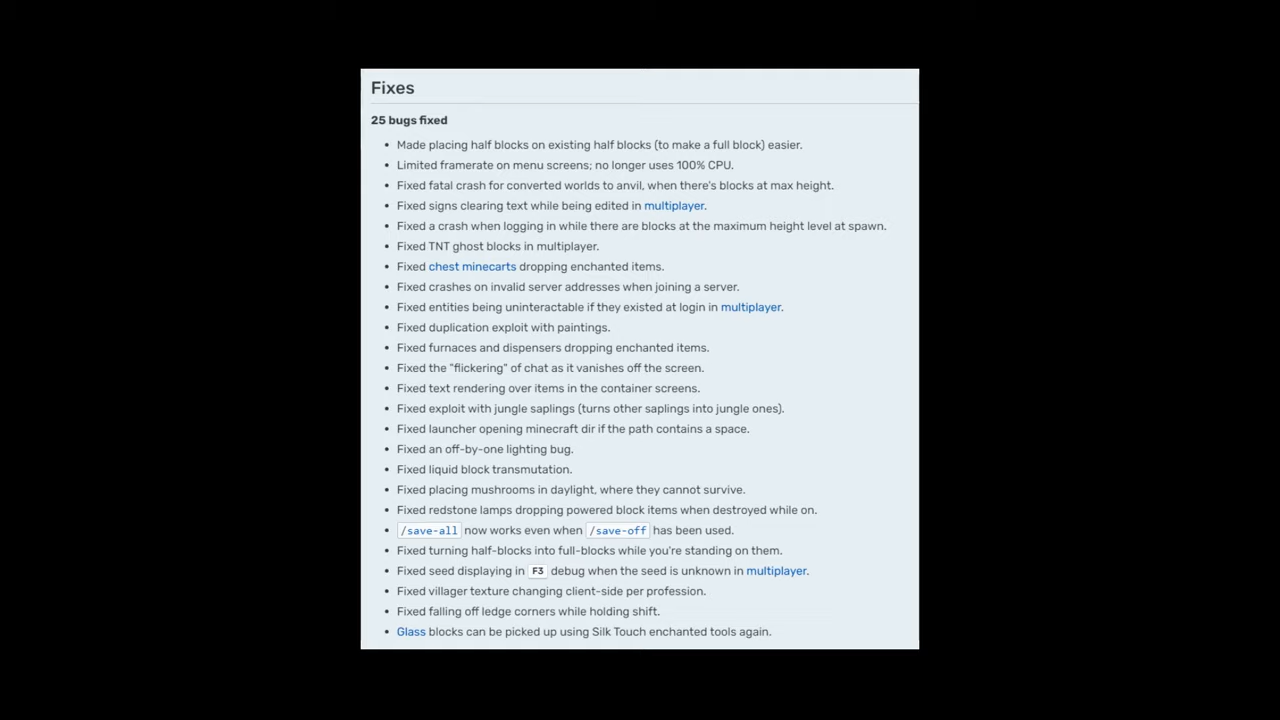 Fixes
25 bugs fixed
• Made placing half blocks on existing half blocks (to make a full block) easier.
• Limited framerate on menu screens; no longer uses 100% CPU.
• Fixed fatal crash for converted worlds to anvil, when there's blocks at max height.
• Fixed signs clearing text while being edited in multiplayer.
• Fixed a crash when logging in while there are blocks at the maximum height level at spawn.
• Fixed TNT ghost blocks in multiplayer.
• Fixed chest minecarts dropping enchanted items.
• Fixed crashes on invalid server addresses when joining a server.
• Fixed entities being uninteractable if they existed at login in multiplayer.
• Fixed duplication exploit with paintings.
• Fixed furnaces and dispensers dropping enchanted items.
• Fixed the "flickering" of chat as it vanishes off the screen.
• Fixed text rendering over items in the container screens.
• Fixed exploit with jungle saplings (turns other saplings into jungle ones).
• Fixed launcher opening minecraft dir if the path contains a space.
• Fixed an off-by-one lighting bug.
• Fixed liquid block transmutation.
• Fixed placing mushrooms in daylight, where they cannot survive.
• Fixed redstone lamps dropping powered block items when destroyed while on.
• /save-all now works even when /save-off has been used.
• Fixed turning half-blocks into full-blocks while you're standing on them.
• Fixed seed displaying in F3 debug when the seed is unknown in multiplayer.
• Fixed villager texture changing client-side per profession.
• Fixed falling off ledge corners while holding shift.
• Glass blocks can be picked up using Silk Touch enchanted tools again.